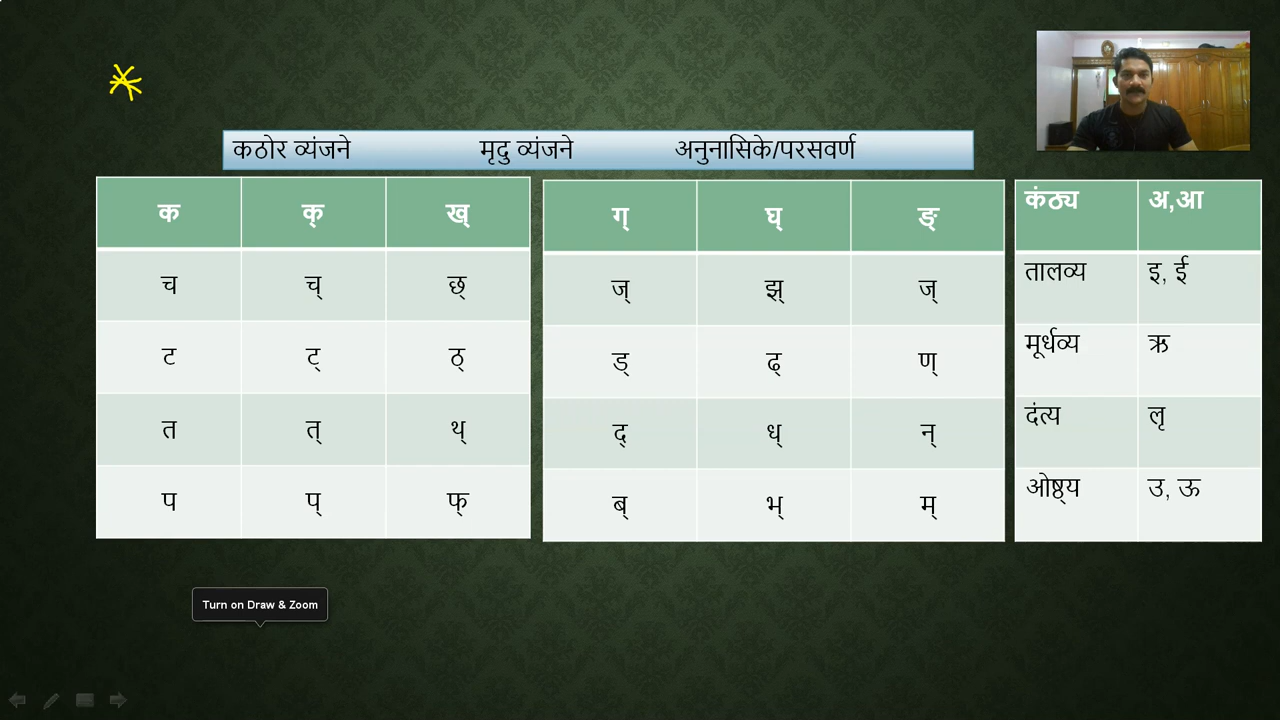 कठोर व्यंजने मृदु व्यंजने अनुनासिके/परसवर्ण
क क् ख् ग् घ् ङ् कंठ्य अ,आ
च च् छ् ज् झ् ज् तालव्य इ, ई
ट ट् ठ् ड् ढ् ण् मूर्धव्य ऋ
त त् थ् द् ध् न् दंत्य लृ
प प् फ् ब् भ् म् ओष्ठ्य उ, ऊ
Turn on Draw & Zoom